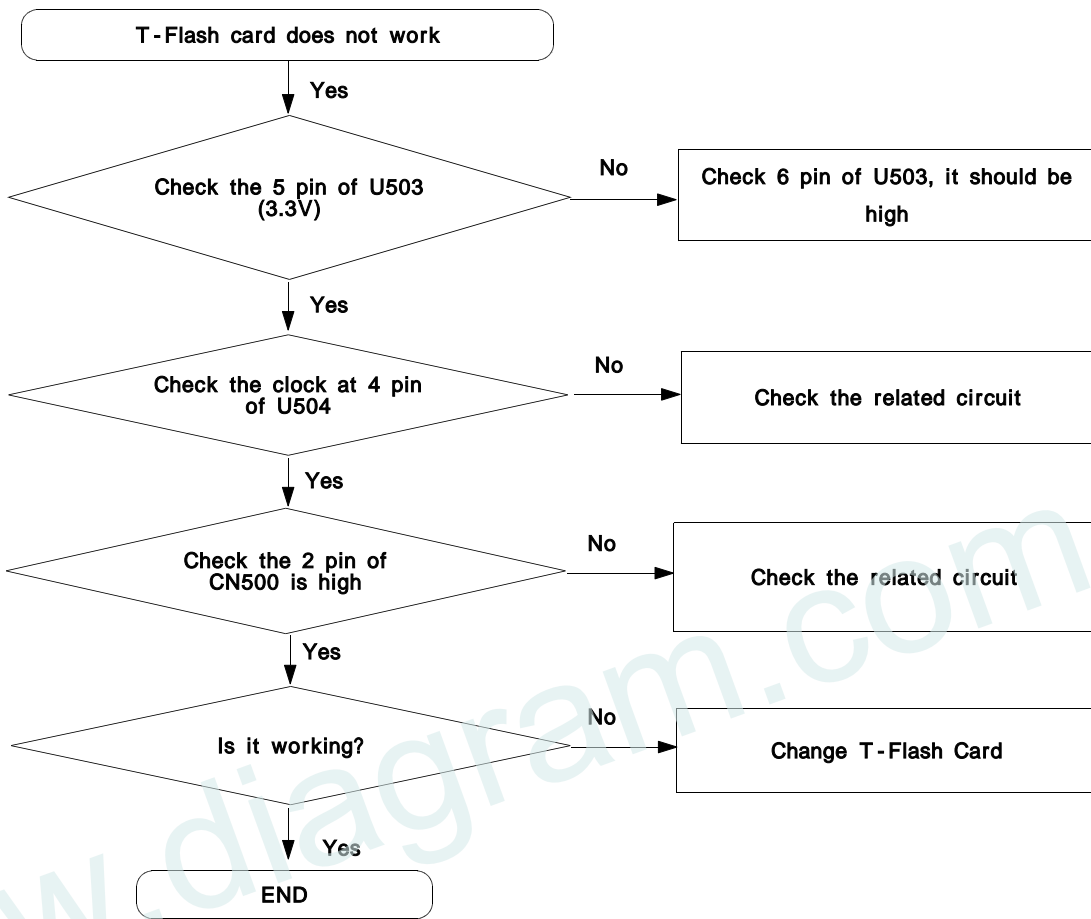 T-Flash card does not work
Yes
Check the 5 pin of U503
(3.3V)
No
Check 6 pin of U503, it should be
high
Yes
Check the clock at 4 pin
of U504
No
Check the related circuit
Yes
Check the 2 pin of
CN500 is high
No
Check the related circuit
Yes
Is it working?
No
Change T-Flash Card
Yes
END
w.diagram.com